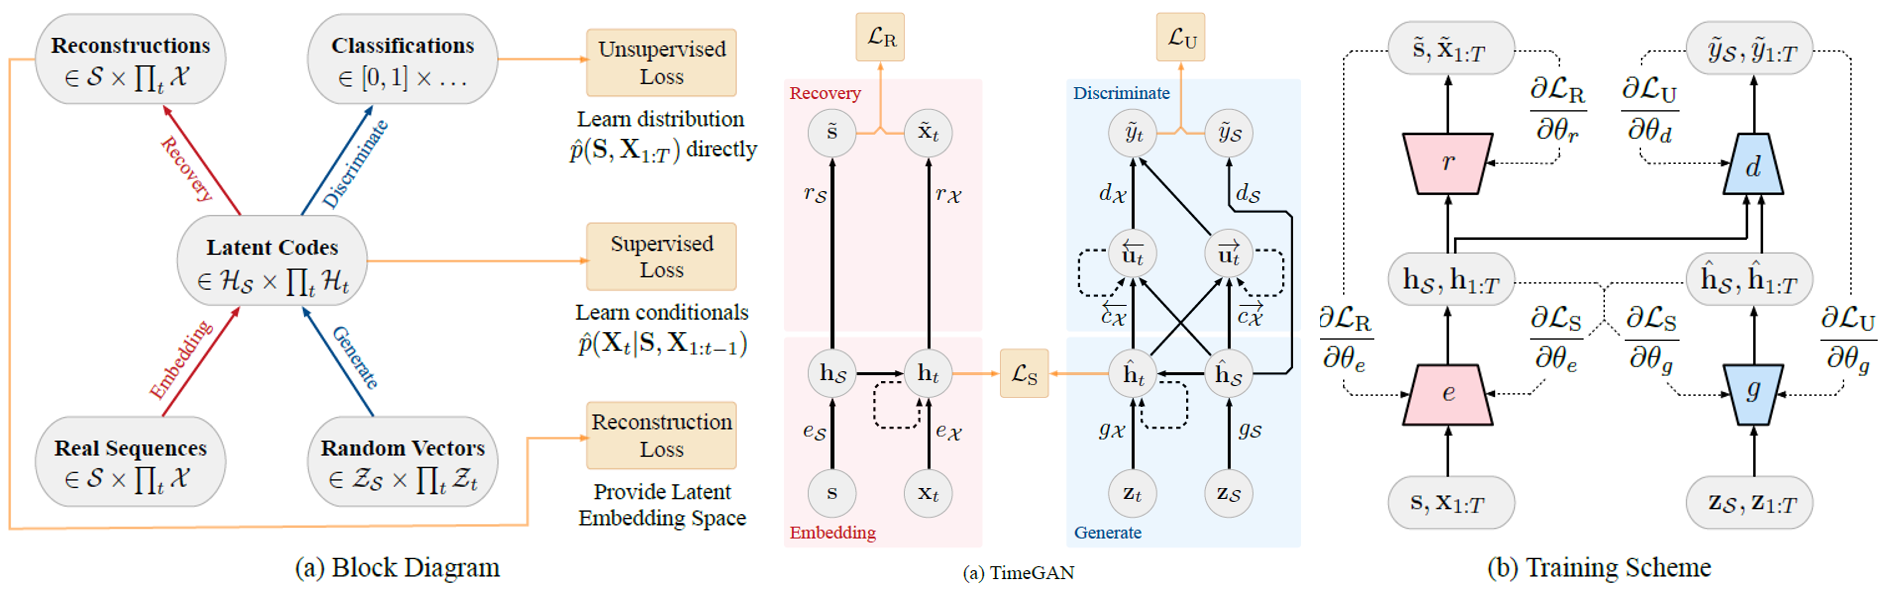 Reconstructions
∈ 𝒮 × ∏ₜ 𝒳
Classifications
∈ [0, 1] × …
Unsupervised
Loss
Learn distribution
p̂(S, X₁:T) directly
Recovery
Discriminate
Latent Codes
∈ ℋ𝒮 × ∏ₜ ℋₜ
Supervised
Loss
Learn conditionals
p̂(Xₜ|S, X₁:ₜ₋₁)
Embedding
Generate
Real Sequences
∈ 𝒮 × ∏ₜ 𝒳
Random Vectors
∈ 𝒵𝒮 × ∏ₜ 𝒵ₜ
Reconstruction
Loss
Provide Latent
Embedding Space
(a) Block Diagram
ℒR
ℒU
Recovery
Discriminate
s̃
x̃ₜ
ỹₜ
ỹ𝒮
r𝒮
r𝒳
d𝒳
d𝒮
u⃖ₜ
u⃗ₜ
c⃖𝒳
c⃗𝒳
h𝒮
hₜ
ℒS
ĥₜ
ĥ𝒮
e𝒮
e𝒳
g𝒳
g𝒮
s
xₜ
zₜ
z𝒮
Embedding
Generate
(a) TimeGAN
s̃, x̃₁:T
ỹ𝒮, ỹ₁:T
∂ℒR
∂θr
∂ℒU
∂θd
r
d
h𝒮, h₁:T
ĥ𝒮, ĥ₁:T
∂ℒR
∂θe
∂ℒS
∂θe
∂ℒS
∂θg
∂ℒU
∂θg
e
g
s, x₁:T
z𝒮, z₁:T
(b) Training Scheme